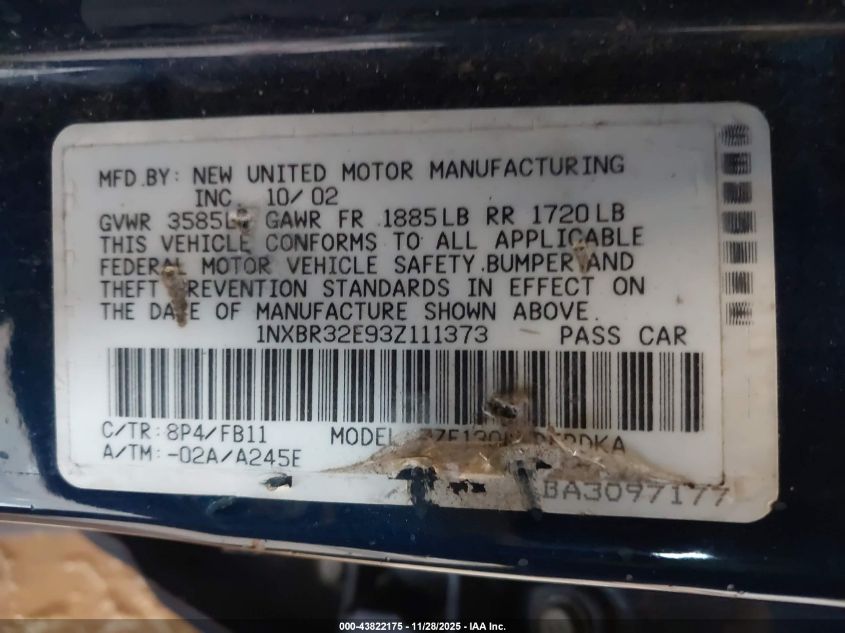 MFD.BY: NEW UNITED MOTOR MANUFACTURING
INC. 10/02
GVWR 3585LB GAWR FR 1885LB RR 1720LB
THIS VEHICLE CONFORMS TO ALL APPLICABLE
FEDERAL MOTOR VEHICLE SAFETY.BUMPER AND
THEFT PREVENTION STANDARDS IN EFFECT ON
THE DATE OF MANUFACTURE SHOWN ABOVE.
1NXBR32E93Z111373 PASS CAR
C/TR: 8P4/FB11 MODEL
A/TM: -02A/A245E
BA3097177
000-43822175 - 11/28/2025 - IAA Inc.